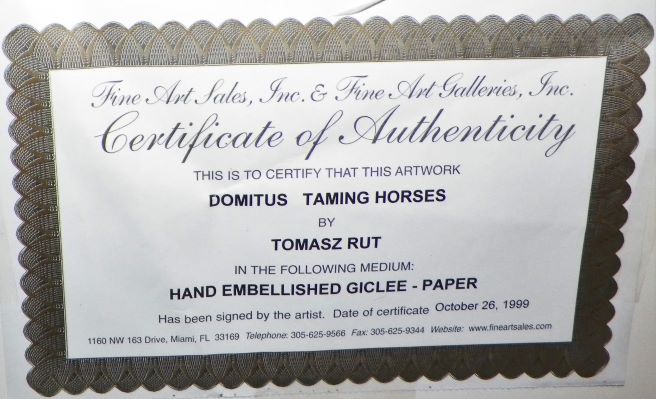 Fine Art Sales, Inc. & Fine Art Galleries, Inc.
Certificate of Authenticity
THIS IS TO CERTIFY THAT THIS ARTWORK
DOMITUS TAMING HORSES
BY
TOMASZ RUT
IN THE FOLLOWING MEDIUM:
HAND EMBELLISHED GICLEE - PAPER
Has been signed by the artist. Date of certificate October 26, 1999
1160 NW 163 Drive, Miami, FL 33169 Telephone: 305-625-9566 Fax: 305-625-9344 Website: www.fineartsales.com